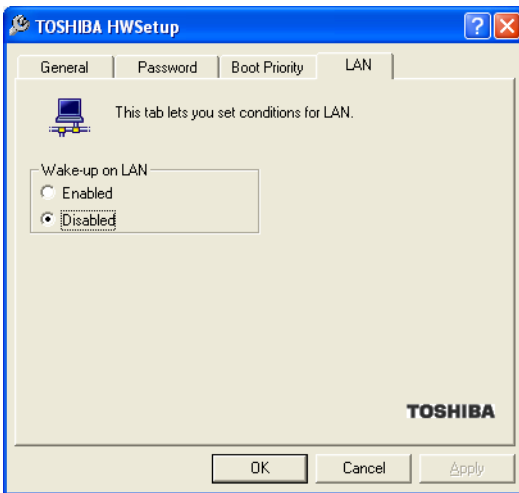 TOSHIBA HWSetup
General Password Boot Priority LAN
This tab lets you set conditions for LAN.
Wake-up on LAN
Enabled
Disabled
TOSHIBA
OK Cancel Apply